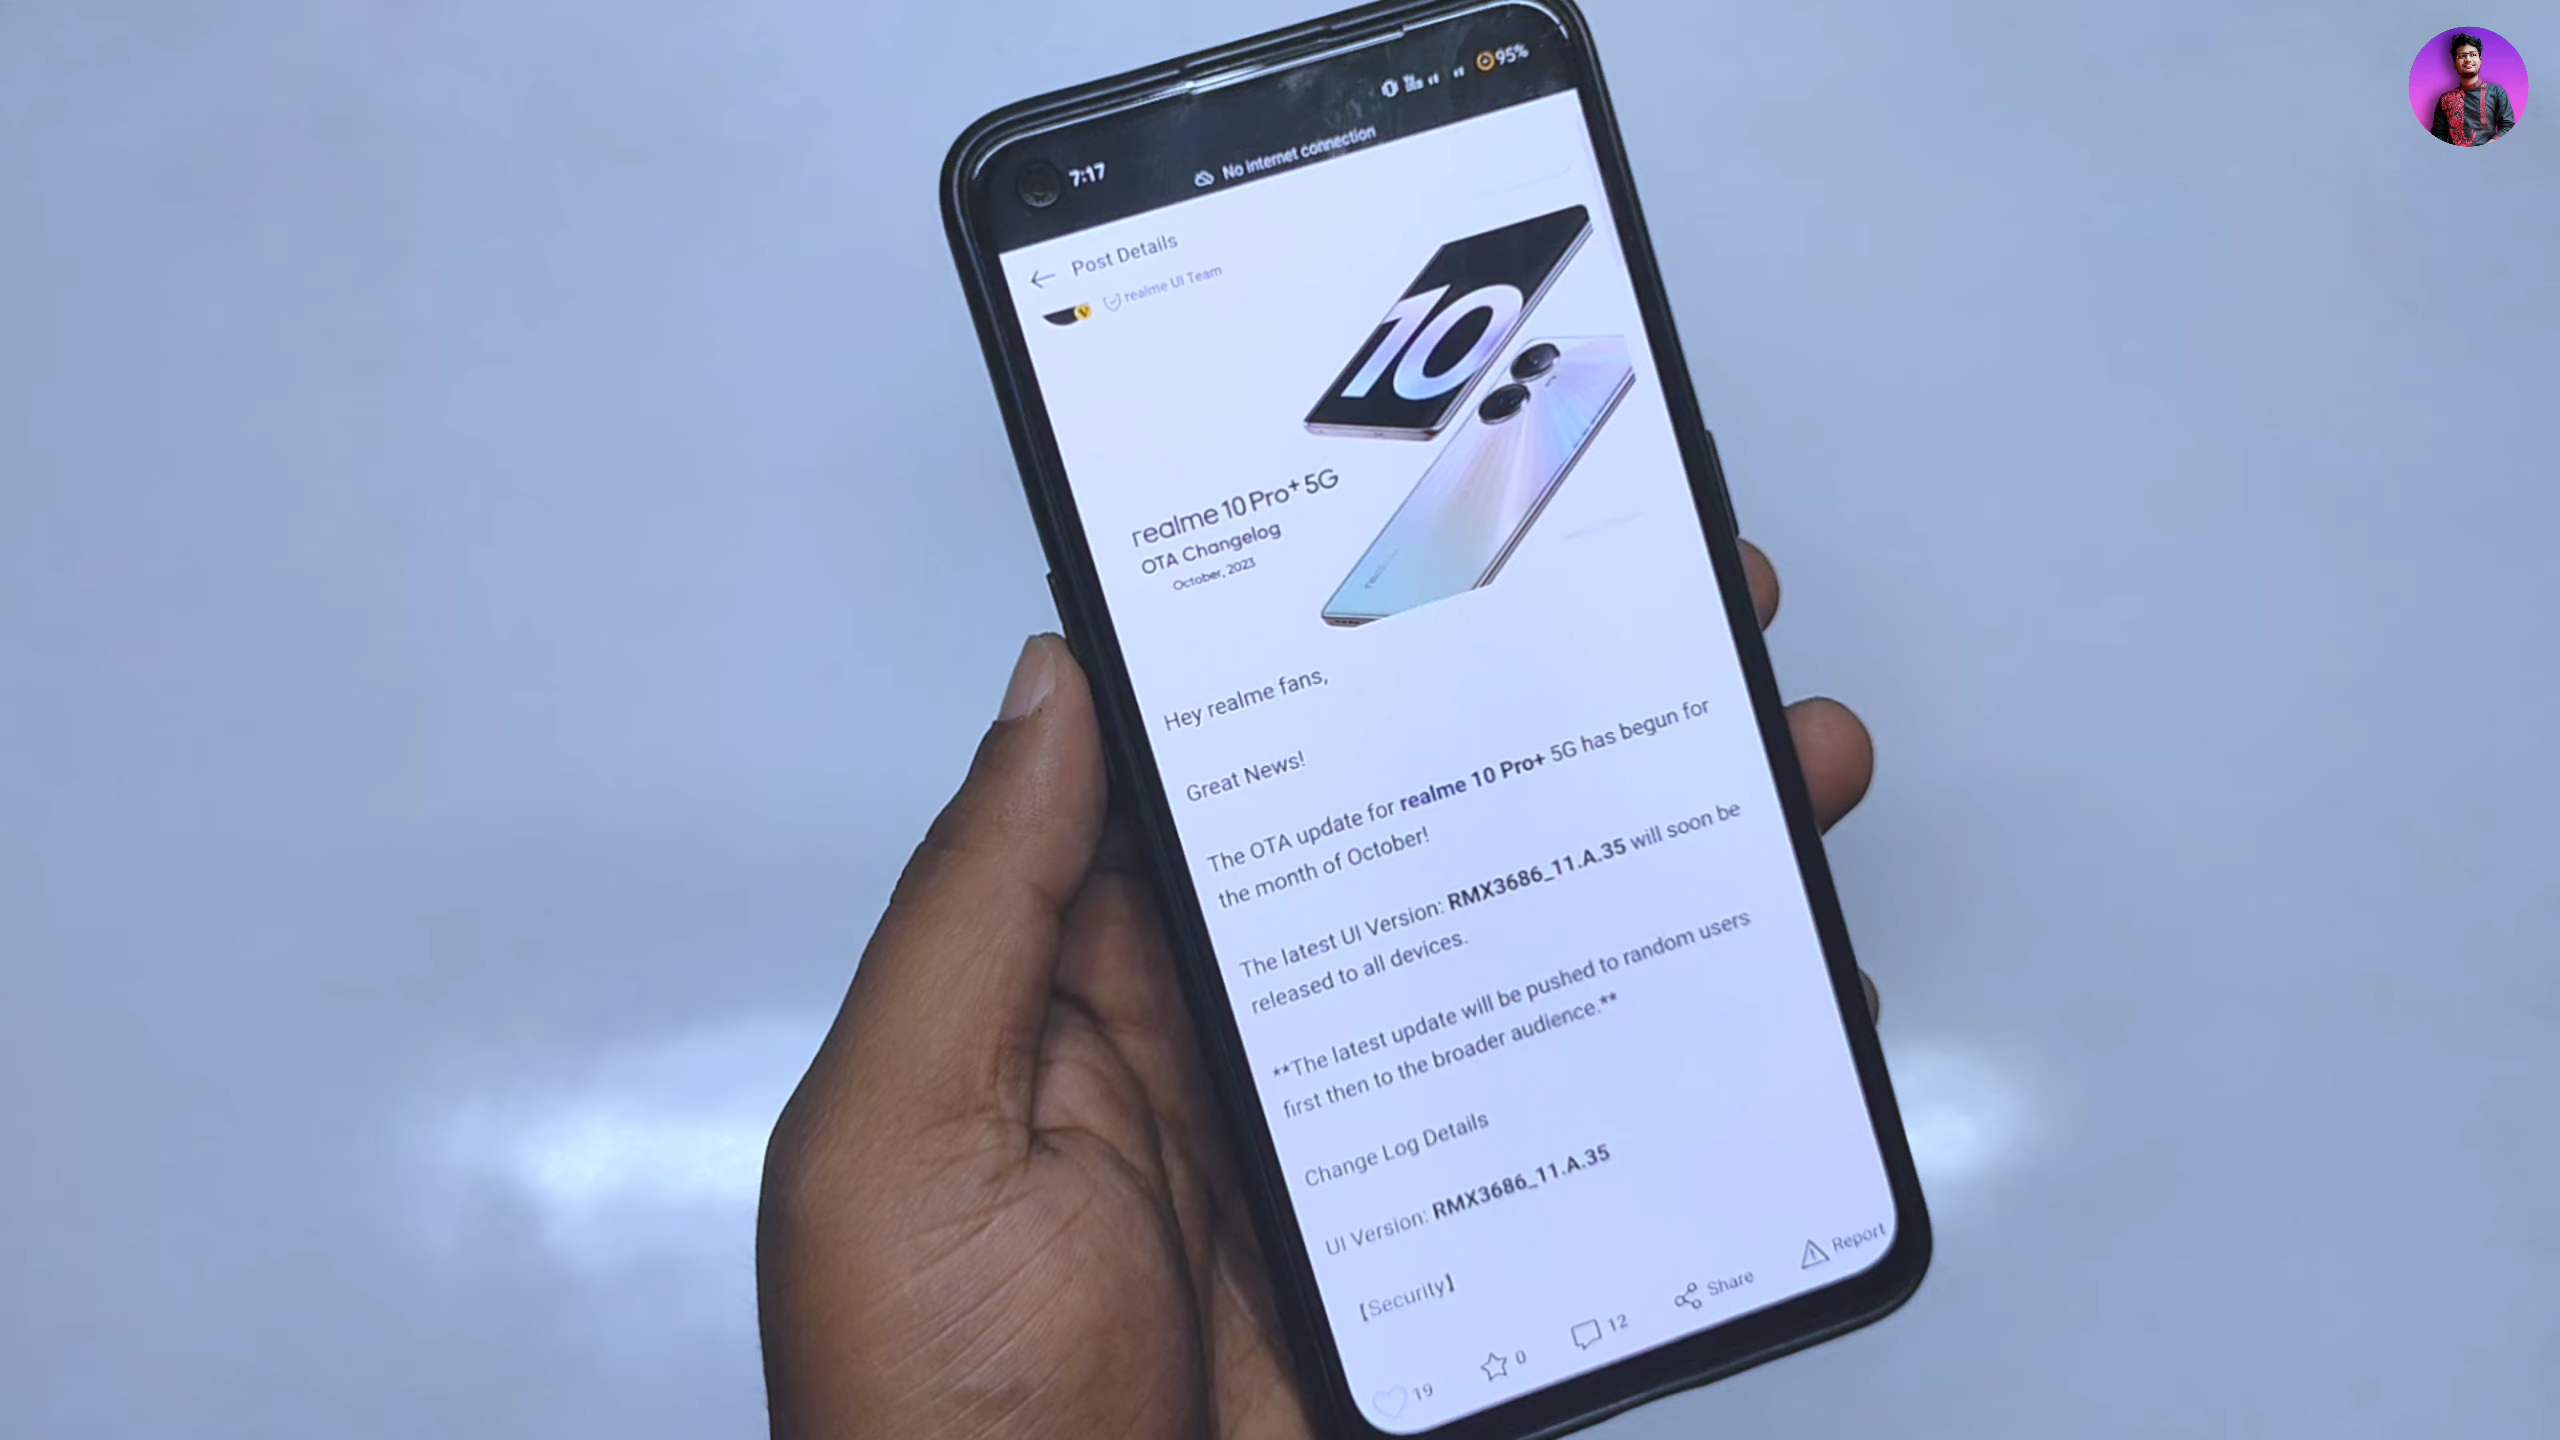 7:17
95%
No internet connection
Post Details
realme UI Team
10
realme 10 Pro+ 5G
OTA Changelog
October, 2023
realme
Hey realme fans,
Great News!
The OTA update for realme 10 Pro+ 5G has begun for
the month of October!
The latest UI Version: RMX3686_11.A.35 will soon be
released to all devices.
**The latest update will be pushed to random users
first then to the broader audience.**
Change Log Details
UI Version: RMX3686_11.A.35
【Security】
19
0
12
Share
Report